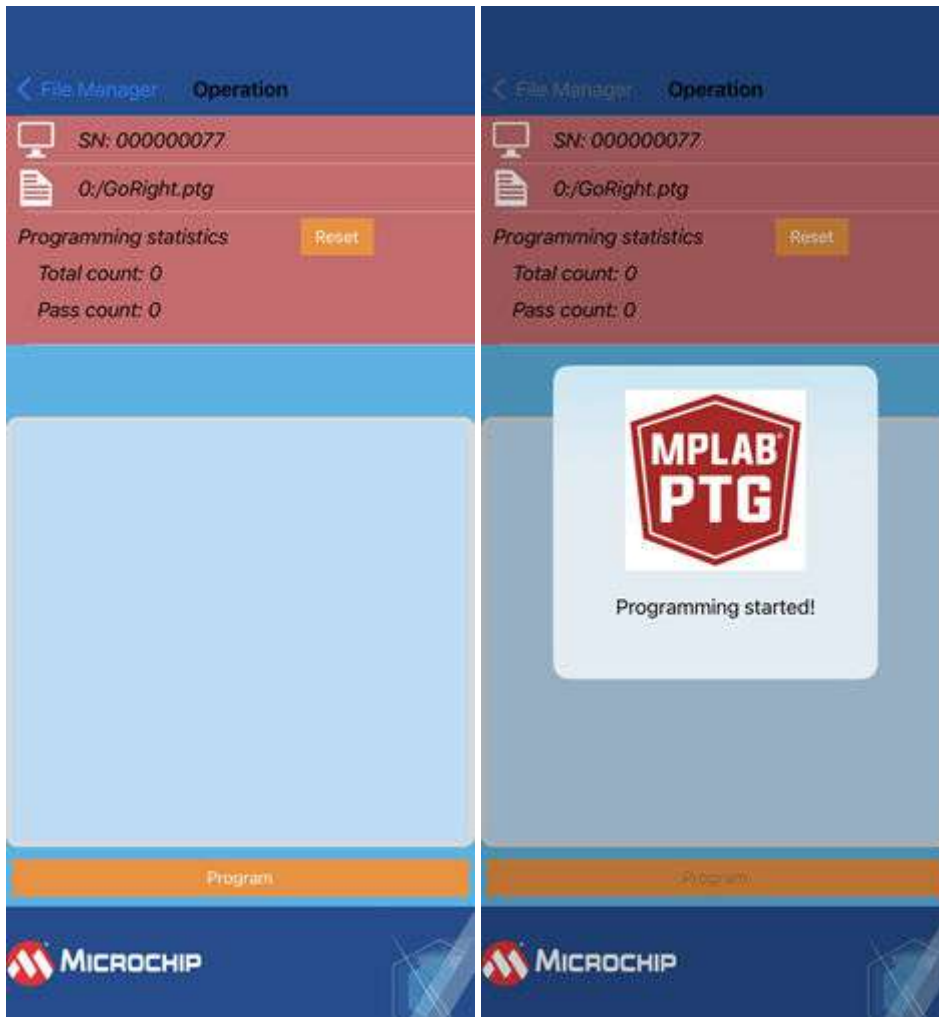 File Manager Operation
SN: 000000077
0:/GoRight.ptg
Programming statistics Reset
Total count: 0
Pass count: 0
Program
MICROCHIP
File Manager Operation
SN: 000000077
0:/GoRight.ptg
Programming statistics Reset
Total count: 0
Pass count: 0
MPLAB®
PTG
Programming started!
Program
MICROCHIP